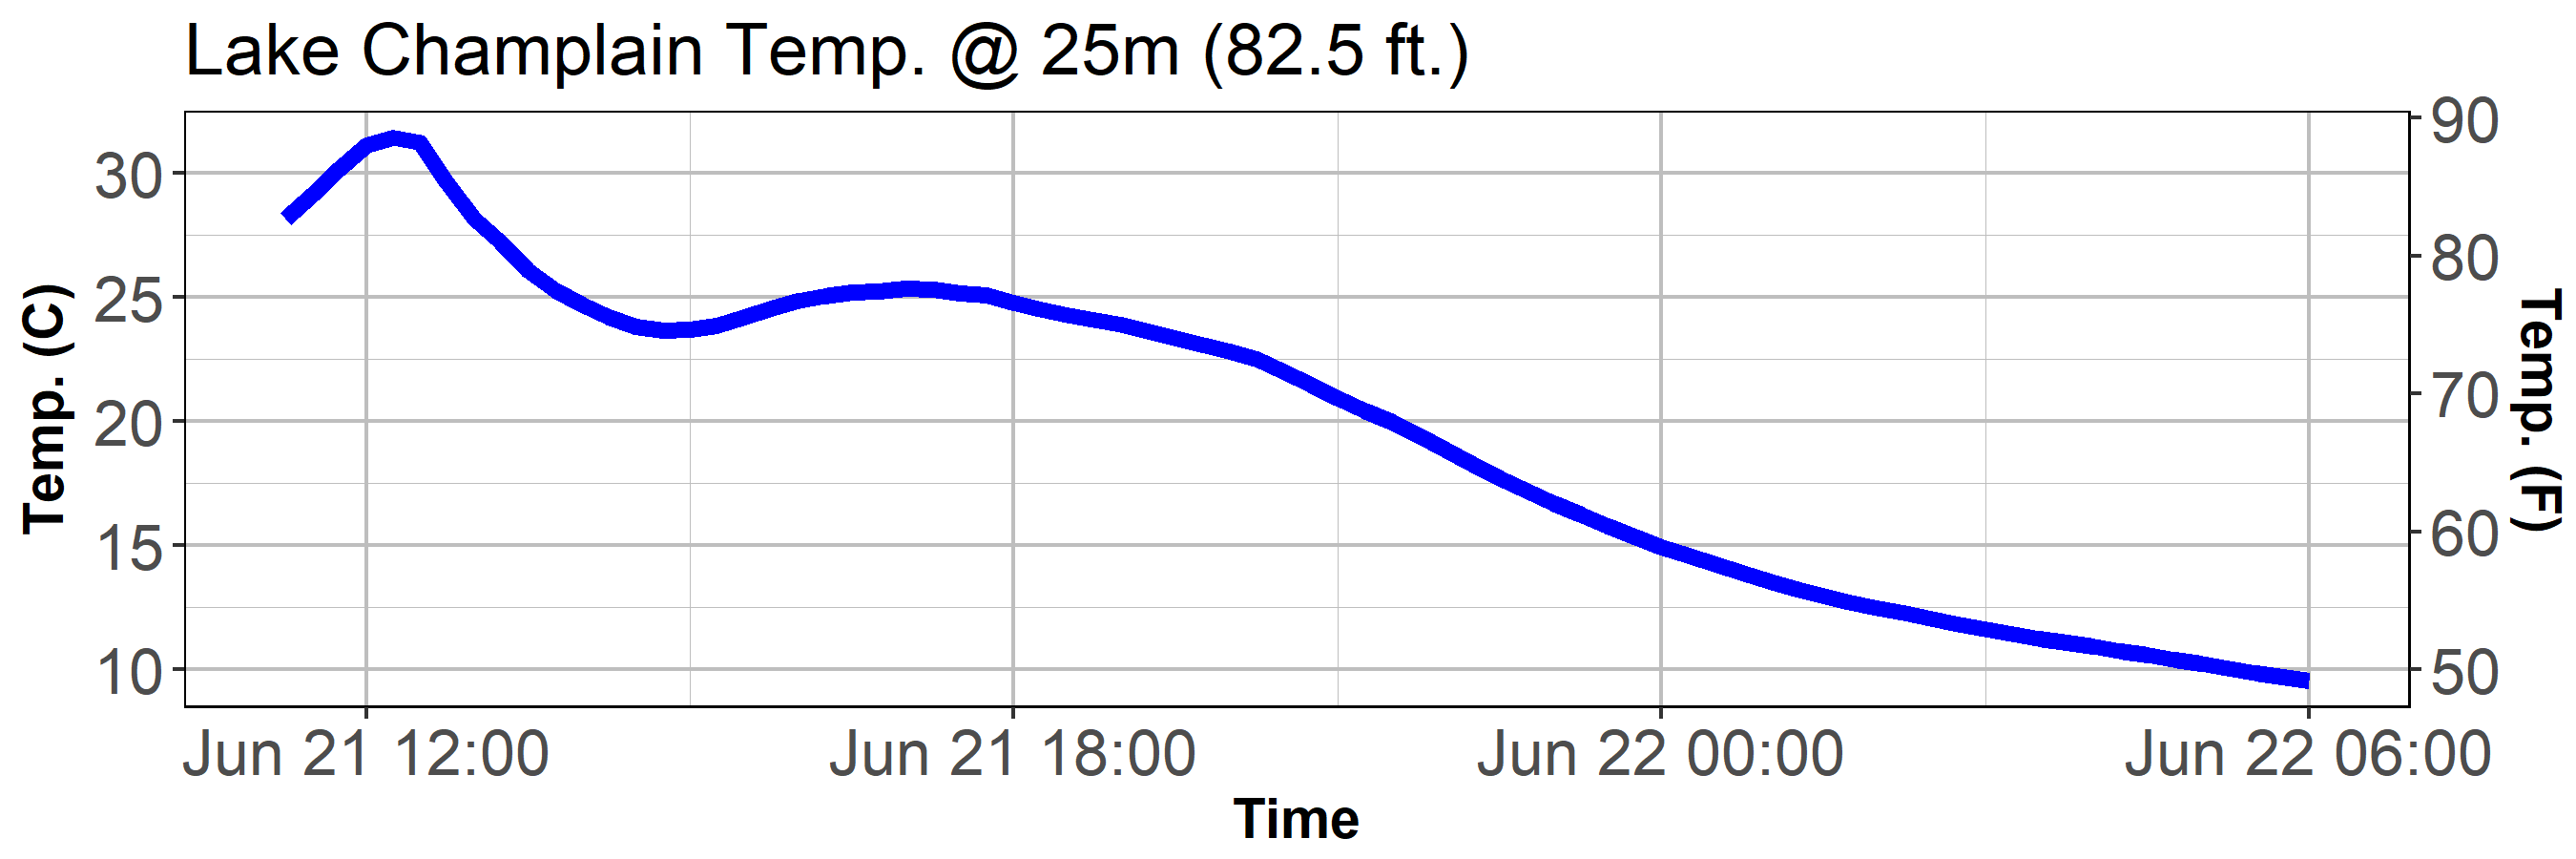 Lake Champlain Temp. @ 25m (82.5 ft.)
Temp. (C)
30
25
20
15
10
90
80
70
60
50
Temp. (F)
Jun 21 12:00
Jun 21 18:00
Jun 22 00:00
Jun 22 06:00
Time